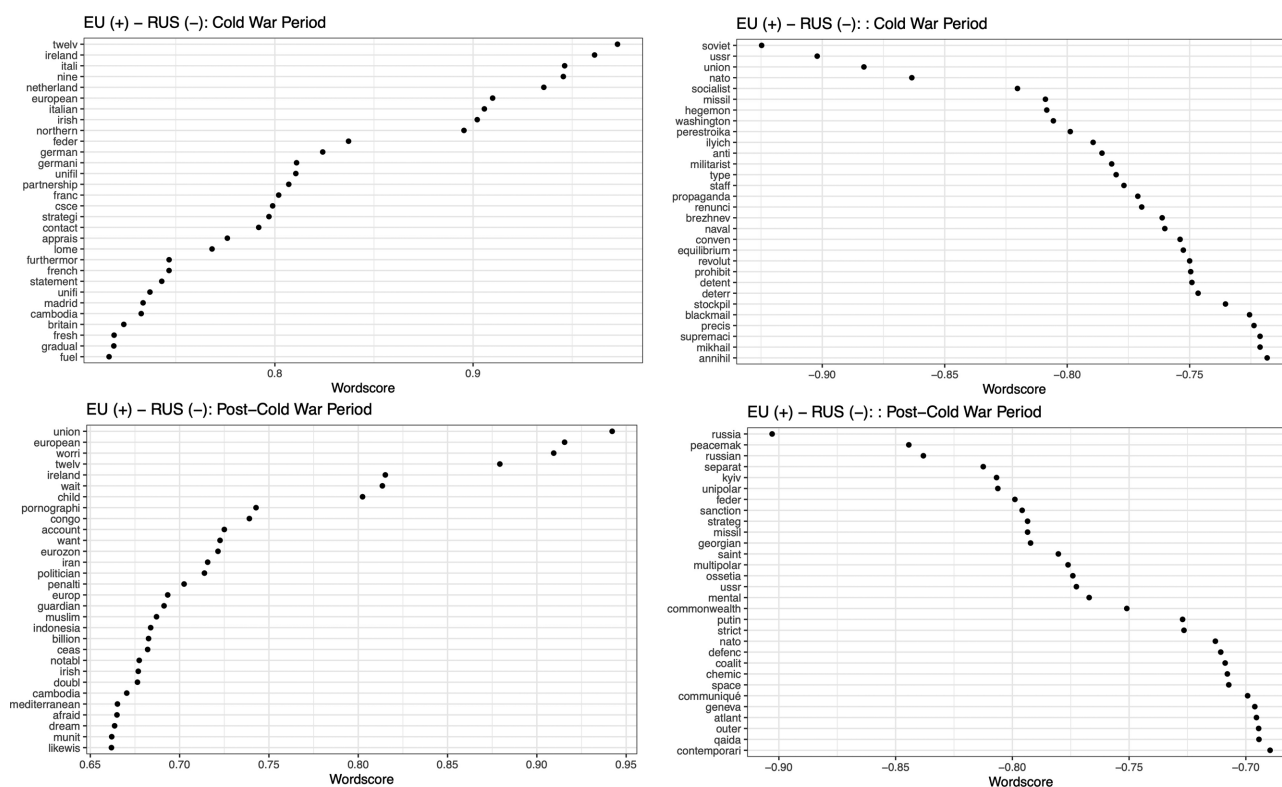 EU (+) − RUS (−): Cold War Period
twelv
ireland
itali
nine
netherland
european
italian
irish
northern
feder
german
germani
unifil
partnership
franc
csce
strategi
contact
apprais
lome
furthermor
french
statement
unifi
madrid
cambodia
britain
fresh
gradual
fuel
0.8 0.9
Wordscore
EU (+) − RUS (−): : Cold War Period
soviet
ussr
union
nato
socialist
missil
hegemon
washington
perestroika
ilyich
anti
militarist
type
staff
propaganda
renunci
brezhnev
naval
conven
equilibrium
revolut
prohibit
detent
deterr
stockpil
blackmail
precis
supremaci
mikhail
annihil
−0.90 −0.85 −0.80 −0.75
Wordscore
EU (+) − RUS (−): Post−Cold War Period
union
european
worri
twelv
ireland
wait
child
pornographi
congo
account
want
eurozon
iran
politician
penalti
europ
guardian
muslim
indonesia
billion
ceas
notabl
irish
doubl
cambodia
mediterranean
afraid
dream
munit
likewis
0.65 0.70 0.75 0.80 0.85 0.90 0.95
Wordscore
EU (+) − RUS (−): : Post−Cold War Period
russia
peacemak
russian
separat
kyiv
unipolar
feder
sanction
strateg
missil
georgian
saint
multipolar
ossetia
ussr
mental
commonwealth
putin
strict
nato
defenc
coalit
chemic
space
communiqué
geneva
atlant
outer
qaida
contemporari
−0.90 −0.85 −0.80 −0.75 −0.70
Wordscore